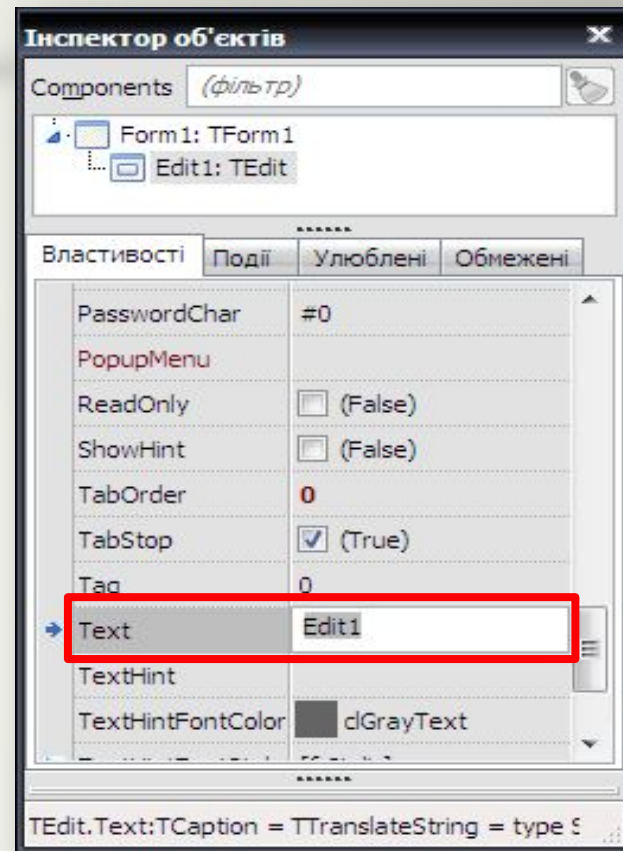 Інспектор об'єктів
Components (фільтр)
Form1: TForm1
Edit1: TEdit
Властивості Події Улюблені Обмежені
PasswordChar #0
PopupMenu
ReadOnly (False)
ShowHint (False)
TabOrder 0
TabStop (True)
Tag 0
Text Edit1
TextHint
TextHintFontColor clGrayText
TEdit.Text:TCaption = TTranslateString = type S